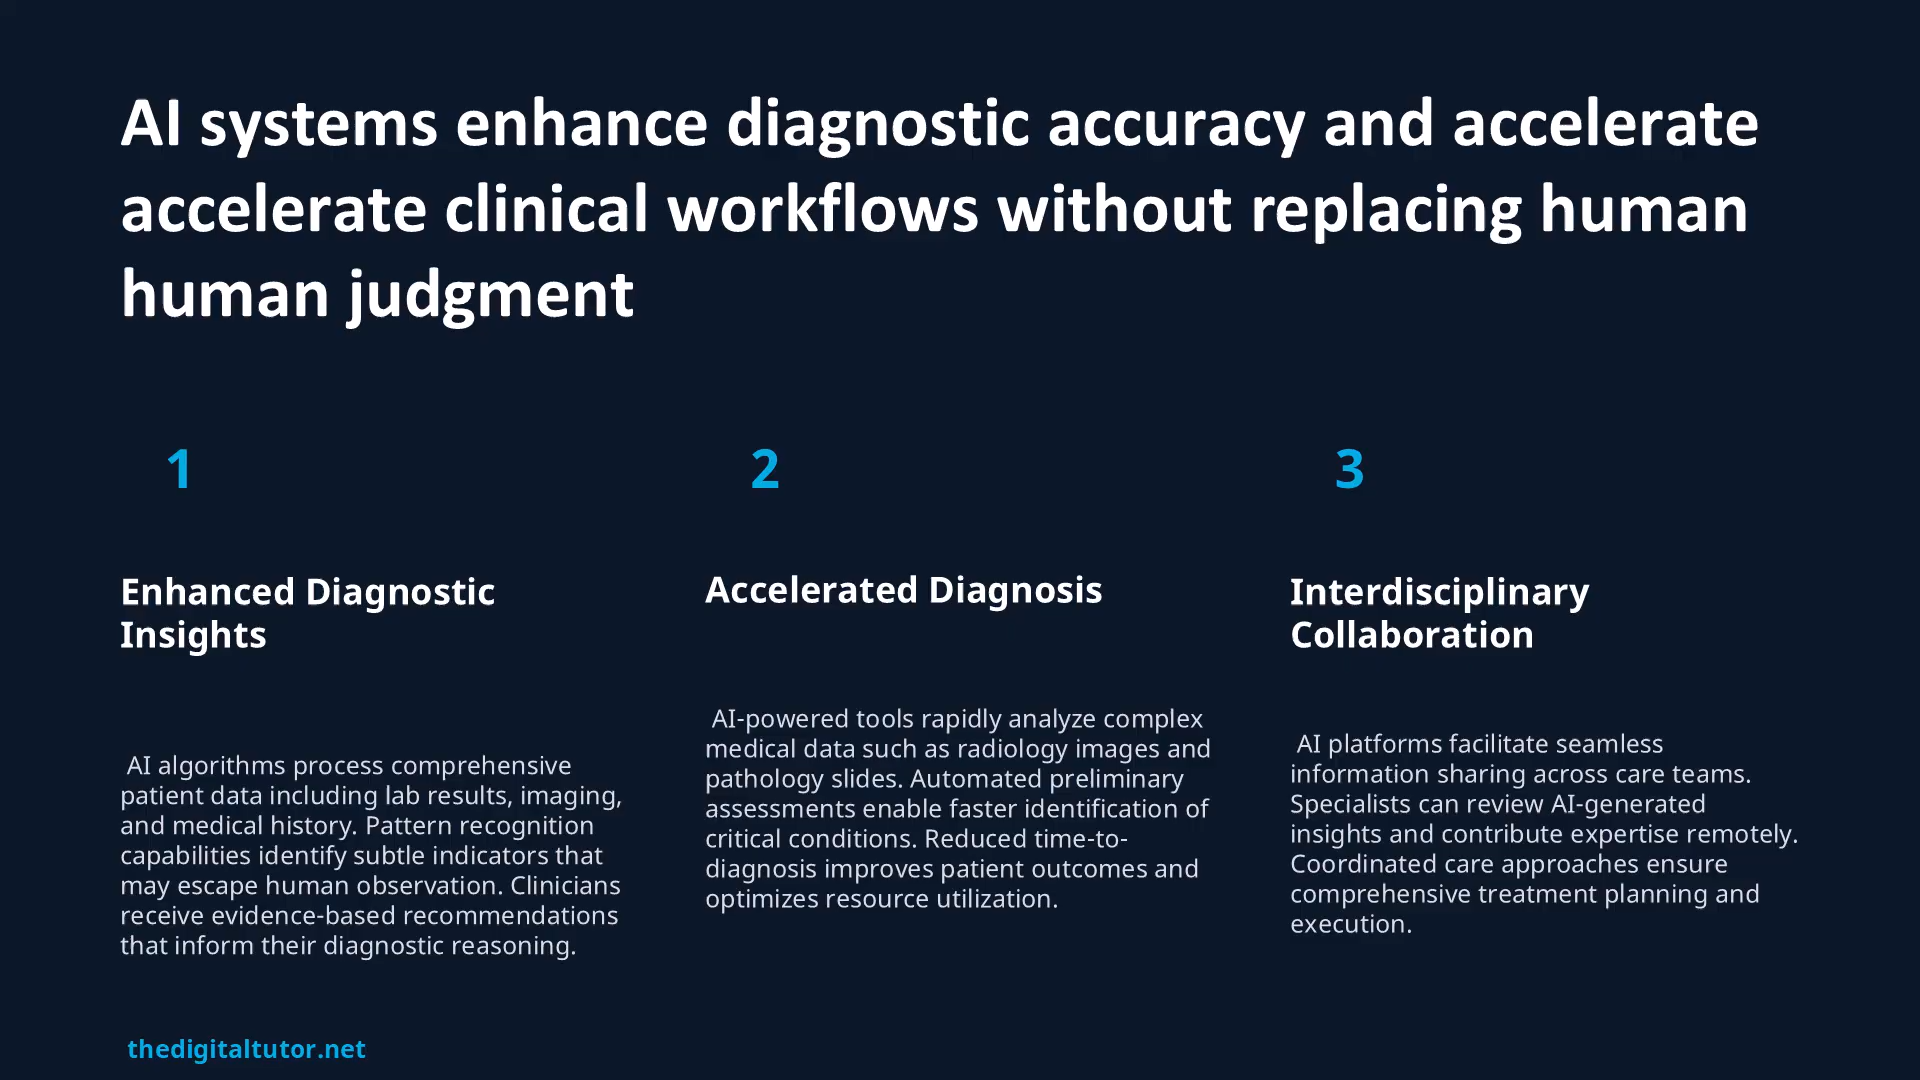 AI systems enhance diagnostic accuracy and accelerate
accelerate clinical workflows without replacing human
human judgment
1
Enhanced Diagnostic
Insights
AI algorithms process comprehensive
patient data including lab results, imaging,
and medical history. Pattern recognition
capabilities identify subtle indicators that
may escape human observation. Clinicians
receive evidence-based recommendations
that inform their diagnostic reasoning.
2
Accelerated Diagnosis
AI-powered tools rapidly analyze complex
medical data such as radiology images and
pathology slides. Automated preliminary
assessments enable faster identification of
critical conditions. Reduced time-to-
diagnosis improves patient outcomes and
optimizes resource utilization.
3
Interdisciplinary
Collaboration
AI platforms facilitate seamless
information sharing across care teams.
Specialists can review AI-generated
insights and contribute expertise remotely.
Coordinated care approaches ensure
comprehensive treatment planning and
execution.
thedigitaltutor.net